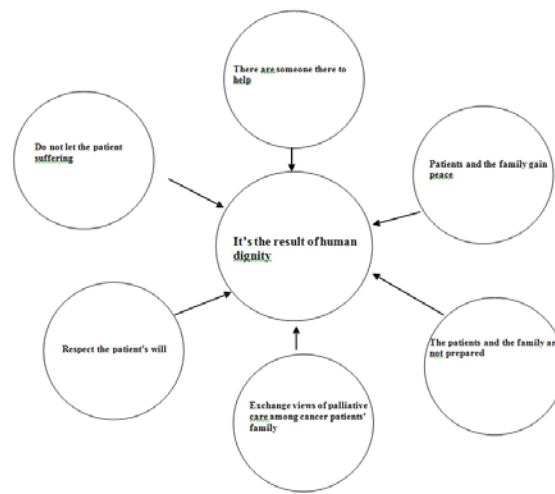 There are someone there to
help
Do not let the patient
suffering
Patients and the family gain
peace
It's the result of human
dignity
Respect the patient's will
The patients and the family are
not prepared
Exchange views of palliative
care among cancer patients'
family